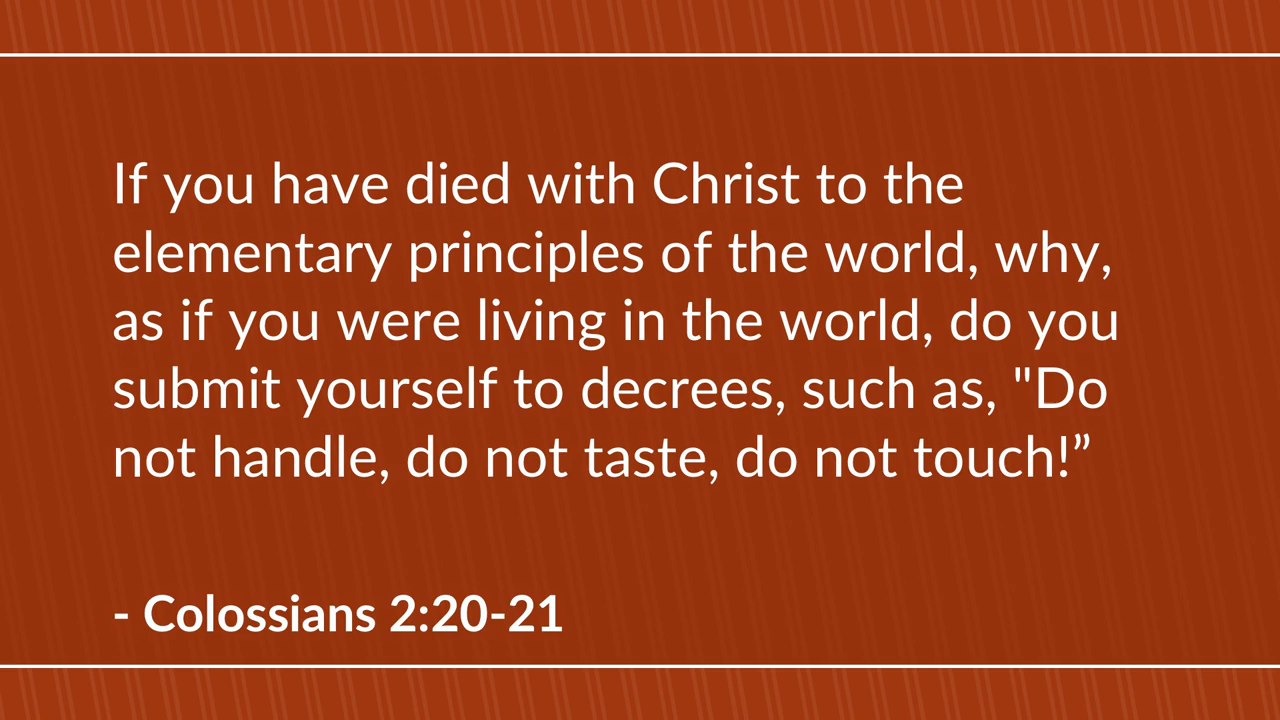 If you have died with Christ to the
elementary principles of the world, why,
as if you were living in the world, do you
submit yourself to decrees, such as, "Do
not handle, do not taste, do not touch!”
- Colossians 2:20-21